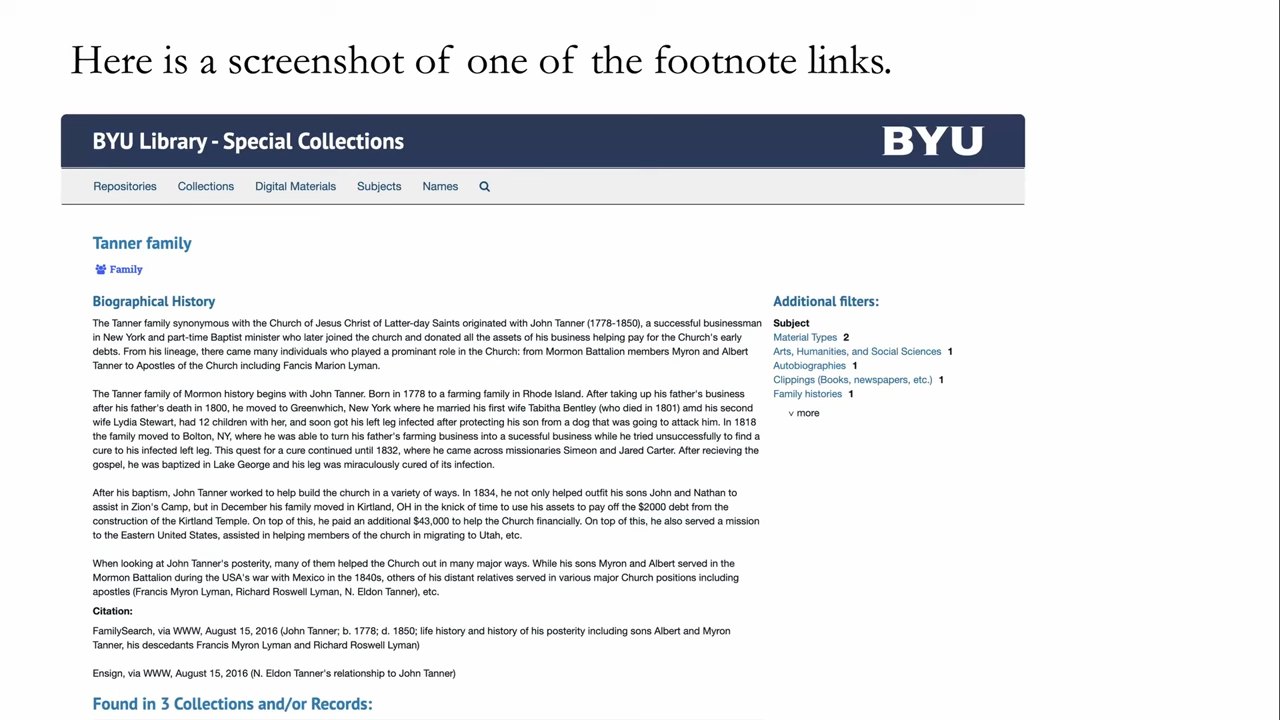 Here is a screenshot of one of the footnote links.
BYU Library - Special Collections
BYU
Repositories Collections Digital Materials Subjects Names
Tanner family
Family
Biographical History
The Tanner family synonymous with the Church of Jesus Christ of Latter-day Saints originated with John Tanner (1778-1850), a successful businessman
in New York and part-time Baptist minister who later joined the church and donated all the assets of his business helping pay for the Church's early
debts. From his lineage, there came many individuals who played a prominent role in the Church: from Mormon Battalion members Myron and Albert
Tanner to Apostles of the Church including Fancis Marion Lyman.
The Tanner family of Mormon history begins with John Tanner. Born in 1778 to a farming family in Rhode Island. After taking up his father's business
after his father's death in 1800, he moved to Greenwhich, New York where he married his first wife Tabitha Bentley (who died in 1801) amd his second
wife Lydia Stewart, had 12 children with her, and soon got his left leg infected after protecting his son from a dog that was going to attack him. In 1818
the family moved to Bolton, NY, where he was able to turn his father's farming business into a sucessful business while he tried unsuccessfully to find a
cure to his infected left leg. This quest for a cure continued until 1832, where he came across missionaries Simeon and Jared Carter. After recieving the
gospel, he was baptized in Lake George and his leg was miraculously cured of its infection.
After his baptism, John Tanner worked to help build the church in a variety of ways. In 1834, he not only helped outfit his sons John and Nathan to
assist in Zion's Camp, but in December his family moved in Kirtland, OH in the knick of time to use his assets to pay off the $2000 debt from the
construction of the Kirtland Temple. On top of this, he paid an additional $43,000 to help the Church financially. On top of this, he also served a mission
to the Eastern United States, assisted in helping members of the church in migrating to Utah, etc.
When looking at John Tanner's posterity, many of them helped the Church out in many major ways. While his sons Myron and Albert served in the
Mormon Battalion during the USA's war with Mexico in the 1840s, others of his distant relatives served in various major Church positions including
apostles (Francis Myron Lyman, Richard Roswell Lyman, N. Eldon Tanner), etc.
Citation:
FamilySearch, via WWW, August 15, 2016 (John Tanner; b. 1778; d. 1850; life history and history of his posterity including sons Albert and Myron
Tanner, his descedants Francis Myron Lyman and Richard Roswell Lyman)
Ensign, via WWW, August 15, 2016 (N. Eldon Tanner's relationship to John Tanner)
Found in 3 Collections and/or Records:
Additional filters:
Subject
Material Types 2
Arts, Humanities, and Social Sciences 1
Autobiographies 1
Clippings (Books, newspapers, etc.) 1
Family histories 1
v more